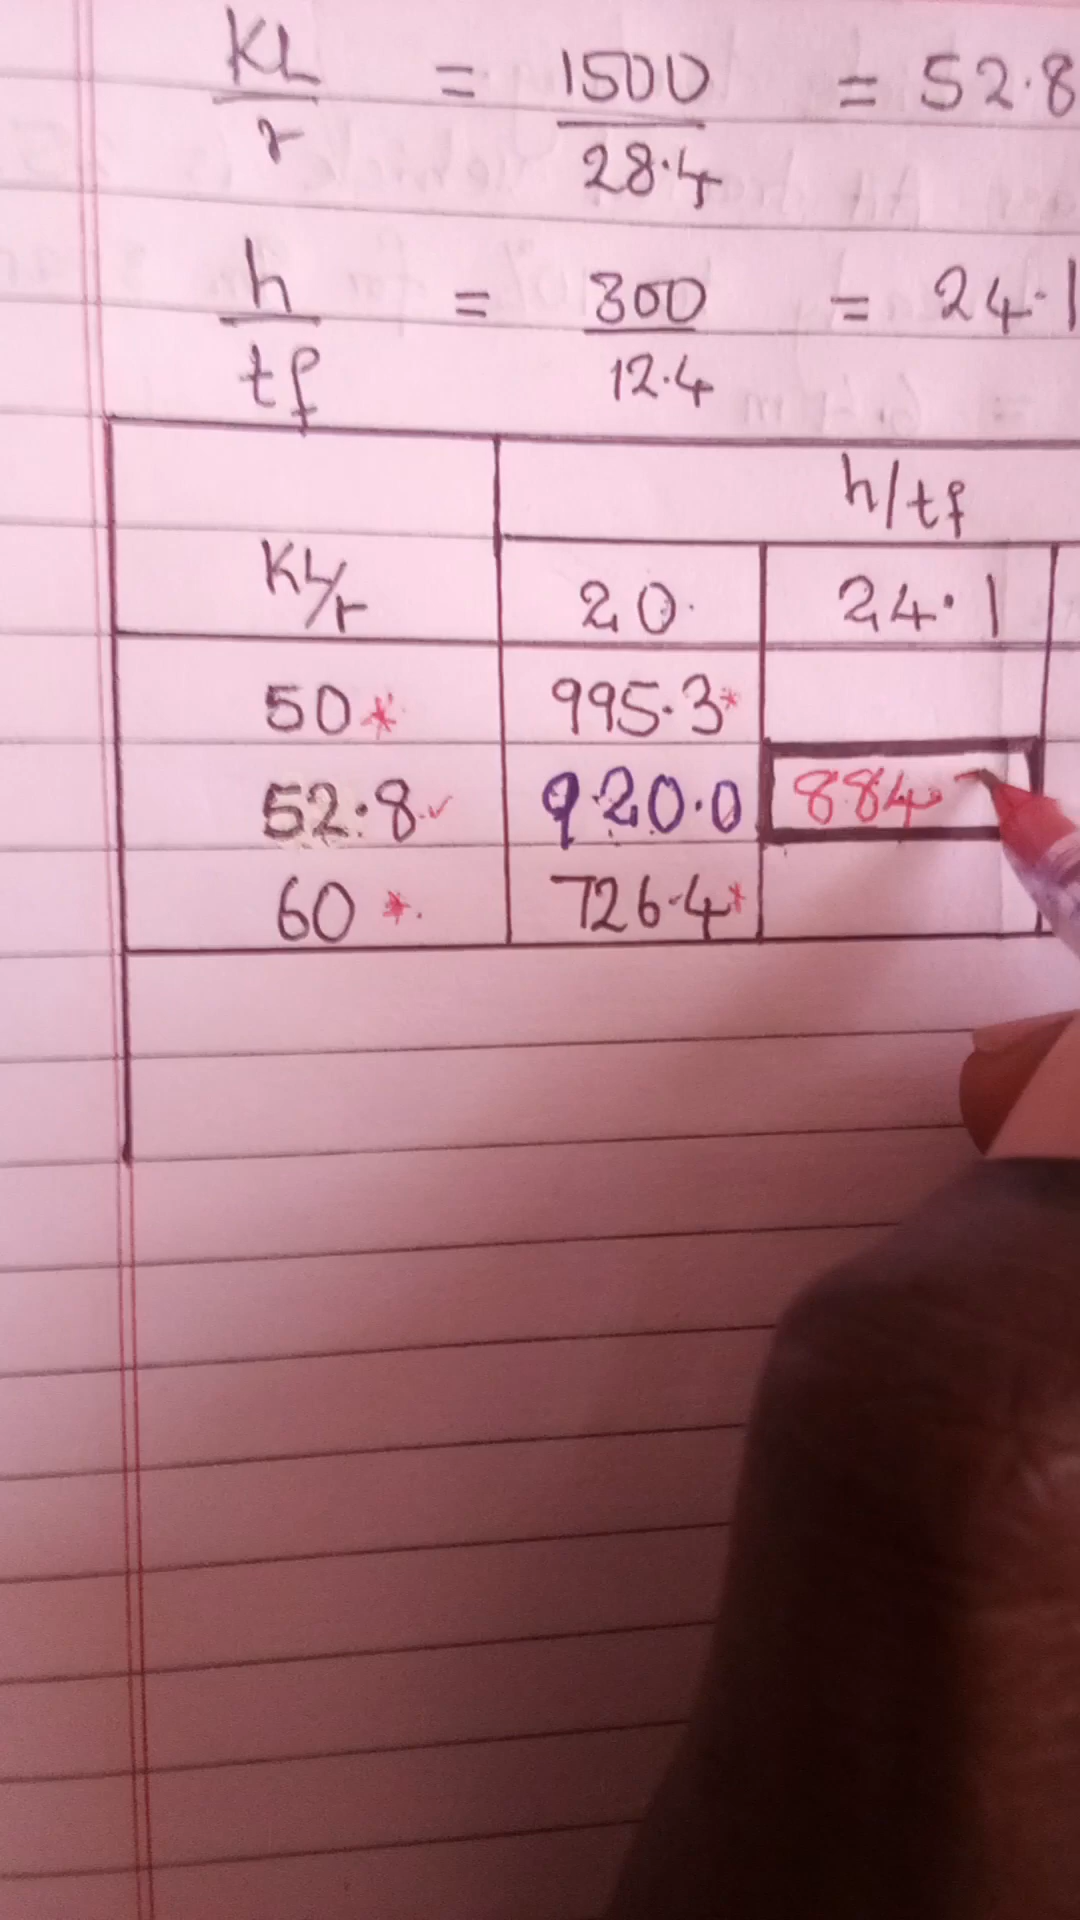 KL/r = 1500/28.4 = 52.8
h/tf = 300/12.4 = 24.1
h/tf
KL/r 20. 24.1
50* 995.3*
52.8✓ 920.0 884.
60*. 726.4*